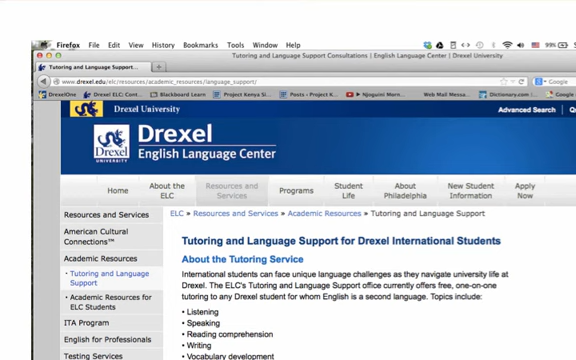 Firefox File Edit View History Bookmarks Tools Window Help 99%
Tutoring and Language Support Consultations | English Language Center | Drexel University
Tutoring and Language Support...
www.drexel.edu/elc/resources/academic_resources/language_support/
Google
DrexelOne Drexel ELC: Cont... Blackboard Learn Project Kenya Si... Posts ‹ Project K... Njoguini Morn... Web Mail Messa... Dictionary.com Google
Drexel University Advanced Search
Drexel
English Language Center
Drexel
UNIVERSITY
Home About the ELC Resources and Services Programs Student Life About Philadelphia New Student Information Apply Now
ELC » Resources and Services » Academic Resources » Tutoring and Language Support
Resources and Services
American Cultural
Connections™
Academic Resources
• Tutoring and Language
Support
• Academic Resources for
ELC Students
ITA Program
English for Professionals
Testing Services
Tutoring and Language Support for Drexel International Students
About the Tutoring Service
International students can face unique language challenges as they navigate university life at
Drexel. The ELC's Tutoring and Language Support office currently offers free, one-on-one
tutoring to any Drexel student for whom English is a second language. Topics include:
• Listening
• Speaking
• Reading comprehension
• Writing
• Vocabulary development